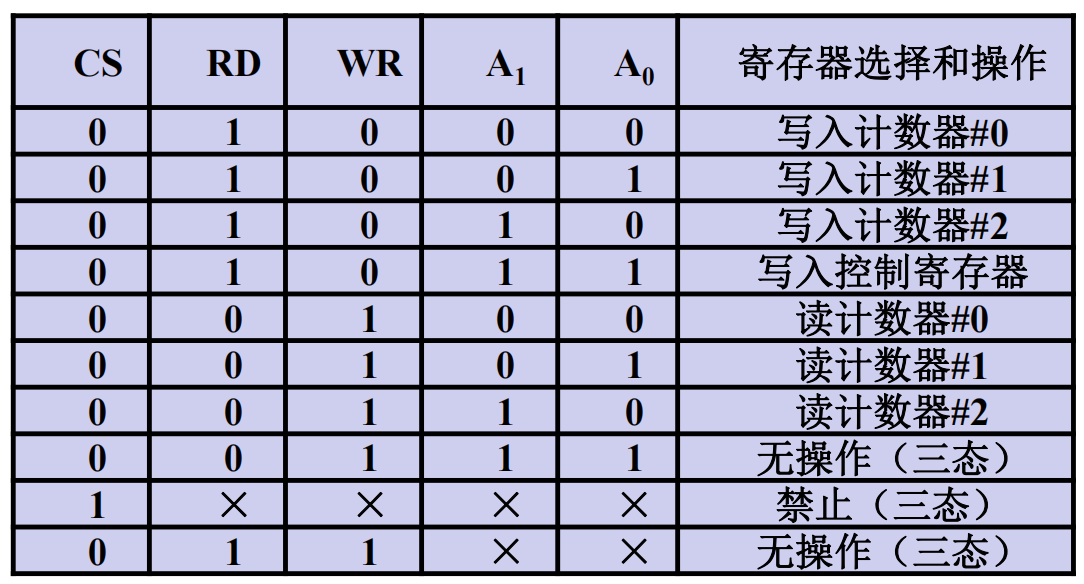 CS RD WR A₁ A₀ 寄存器选择和操作
0 1 0 0 0 写入计数器#0
0 1 0 0 1 写入计数器#1
0 1 0 1 0 写入计数器#2
0 1 0 1 1 写入控制寄存器
0 0 1 0 0 读计数器#0
0 0 1 0 1 读计数器#1
0 0 1 1 0 读计数器#2
0 0 1 1 1 无操作（三态）
1 × × × × 禁止（三态）
0 1 1 × × 无操作（三态）